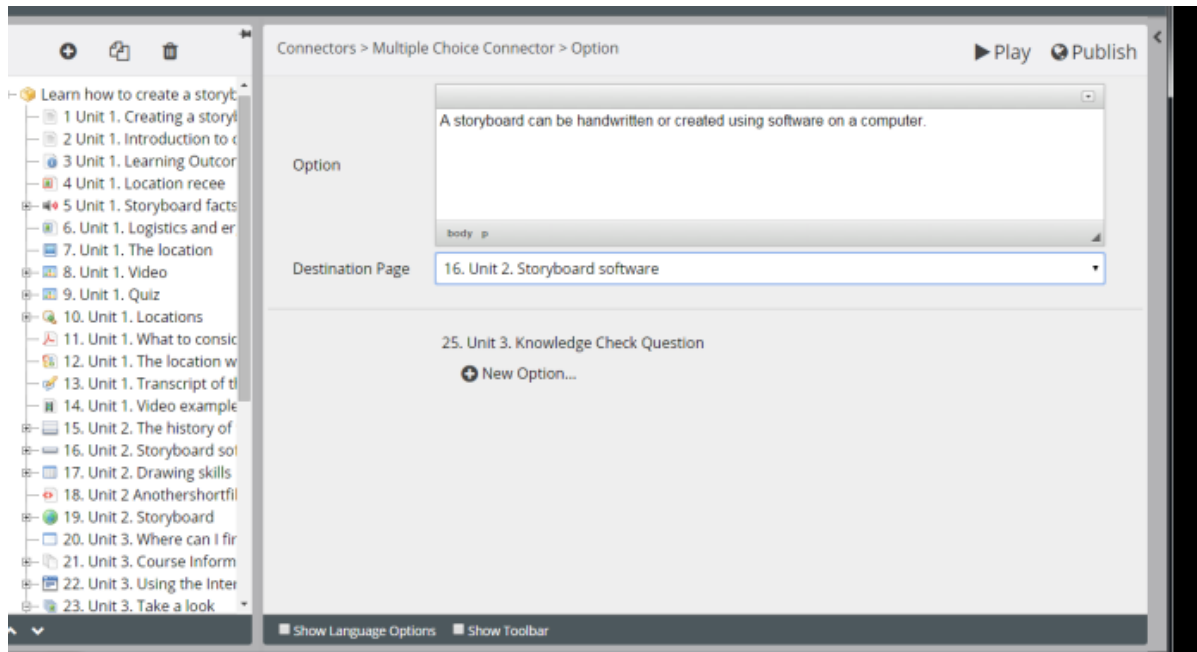 Connectors > Multiple Choice Connector > Option
Play
Publish
Learn how to create a storyb
1 Unit 1. Creating a storyl
2 Unit 1. Introduction to c
3 Unit 1. Learning Outcor
4 Unit 1. Location recee
5 Unit 1. Storyboard facts
6. Unit 1. Logistics and er
7. Unit 1. The location
8. Unit 1. Video
9. Unit 1. Quiz
10. Unit 1. Locations
11. Unit 1. What to consic
12. Unit 1. The location w
13. Unit 1. Transcript of tl
14. Unit 1. Video example
15. Unit 2. The history of
16. Unit 2. Storyboard sof
17. Unit 2. Drawing skills
18. Unit 2 Anothershortfil
19. Unit 2. Storyboard
20. Unit 3. Where can I fir
21. Unit 3. Course Inform
22. Unit 3. Using the Inter
23. Unit 3. Take a look
Option
A storyboard can be handwritten or created using software on a computer.
body p
Destination Page
16. Unit 2. Storyboard software
25. Unit 3. Knowledge Check Question
New Option...
Show Language Options
Show Toolbar